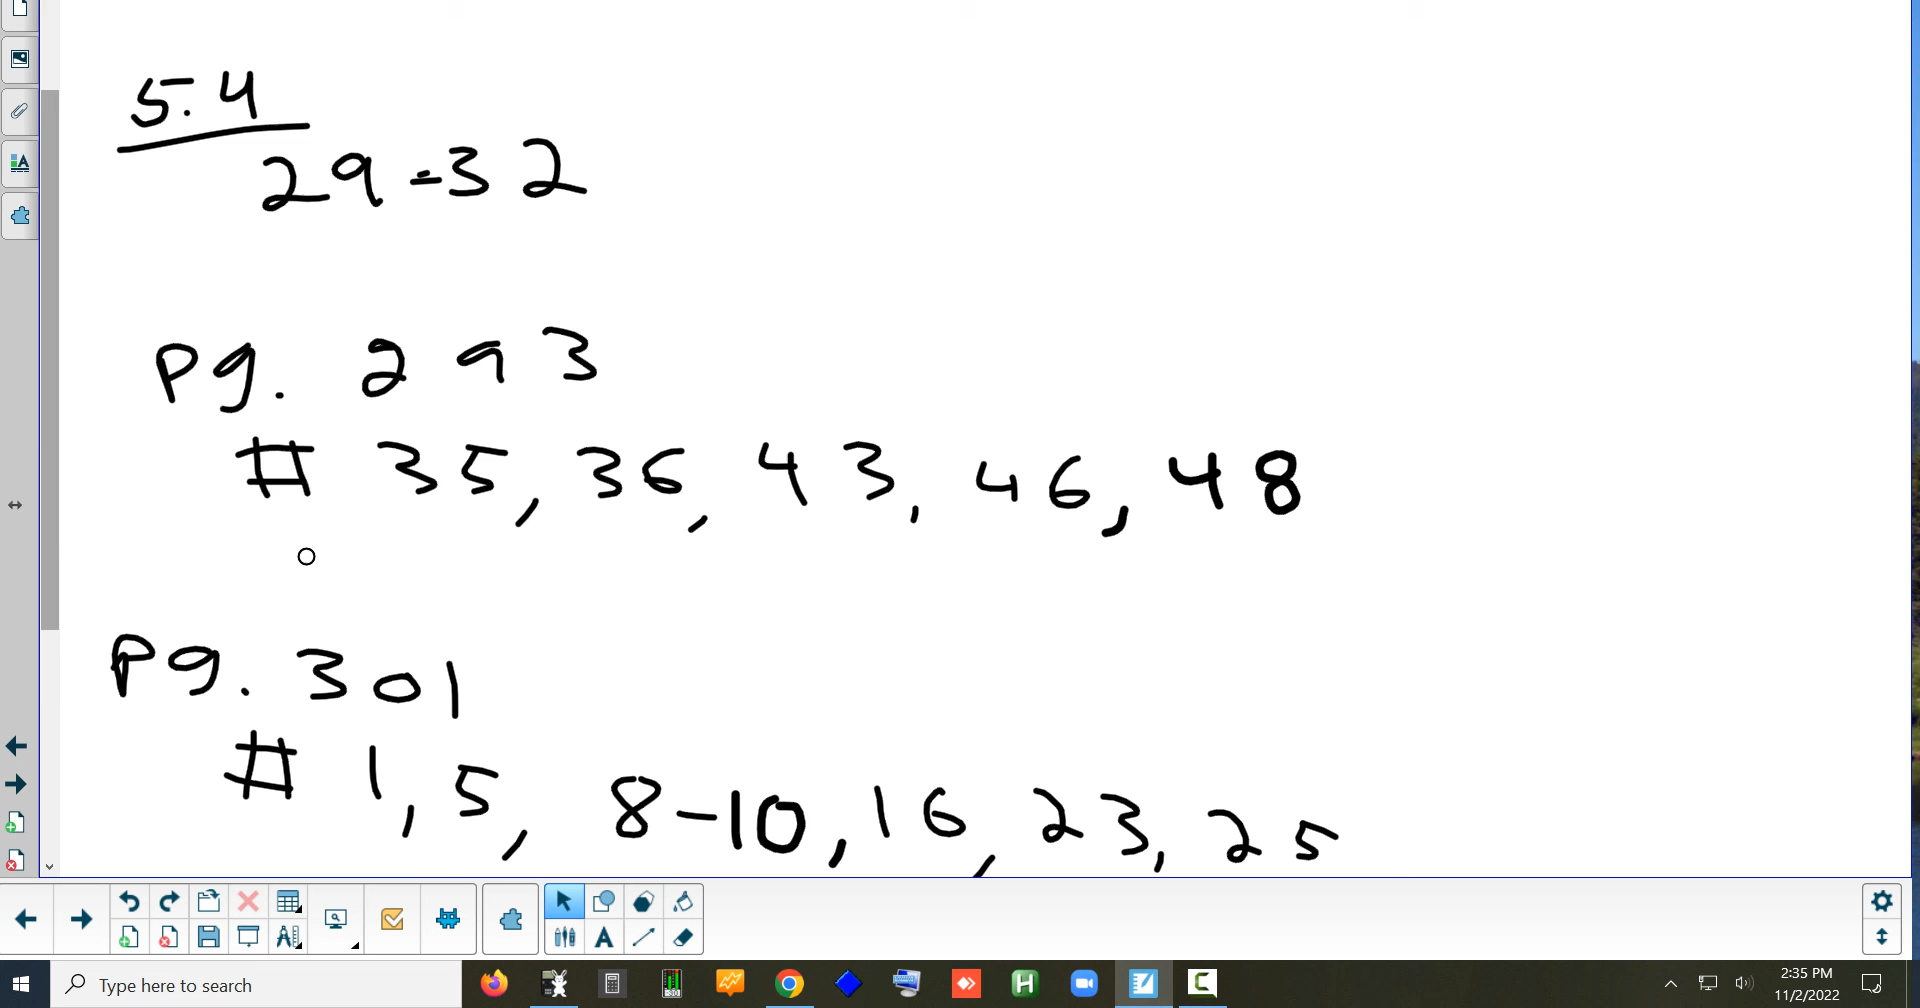 5.4
29-32
pg. 293
# 35, 36, 43, 46, 48
pg. 301
# 1, 5, 8-10, 16, 23, 25
Type here to search
2:35 PM
11/2/2022